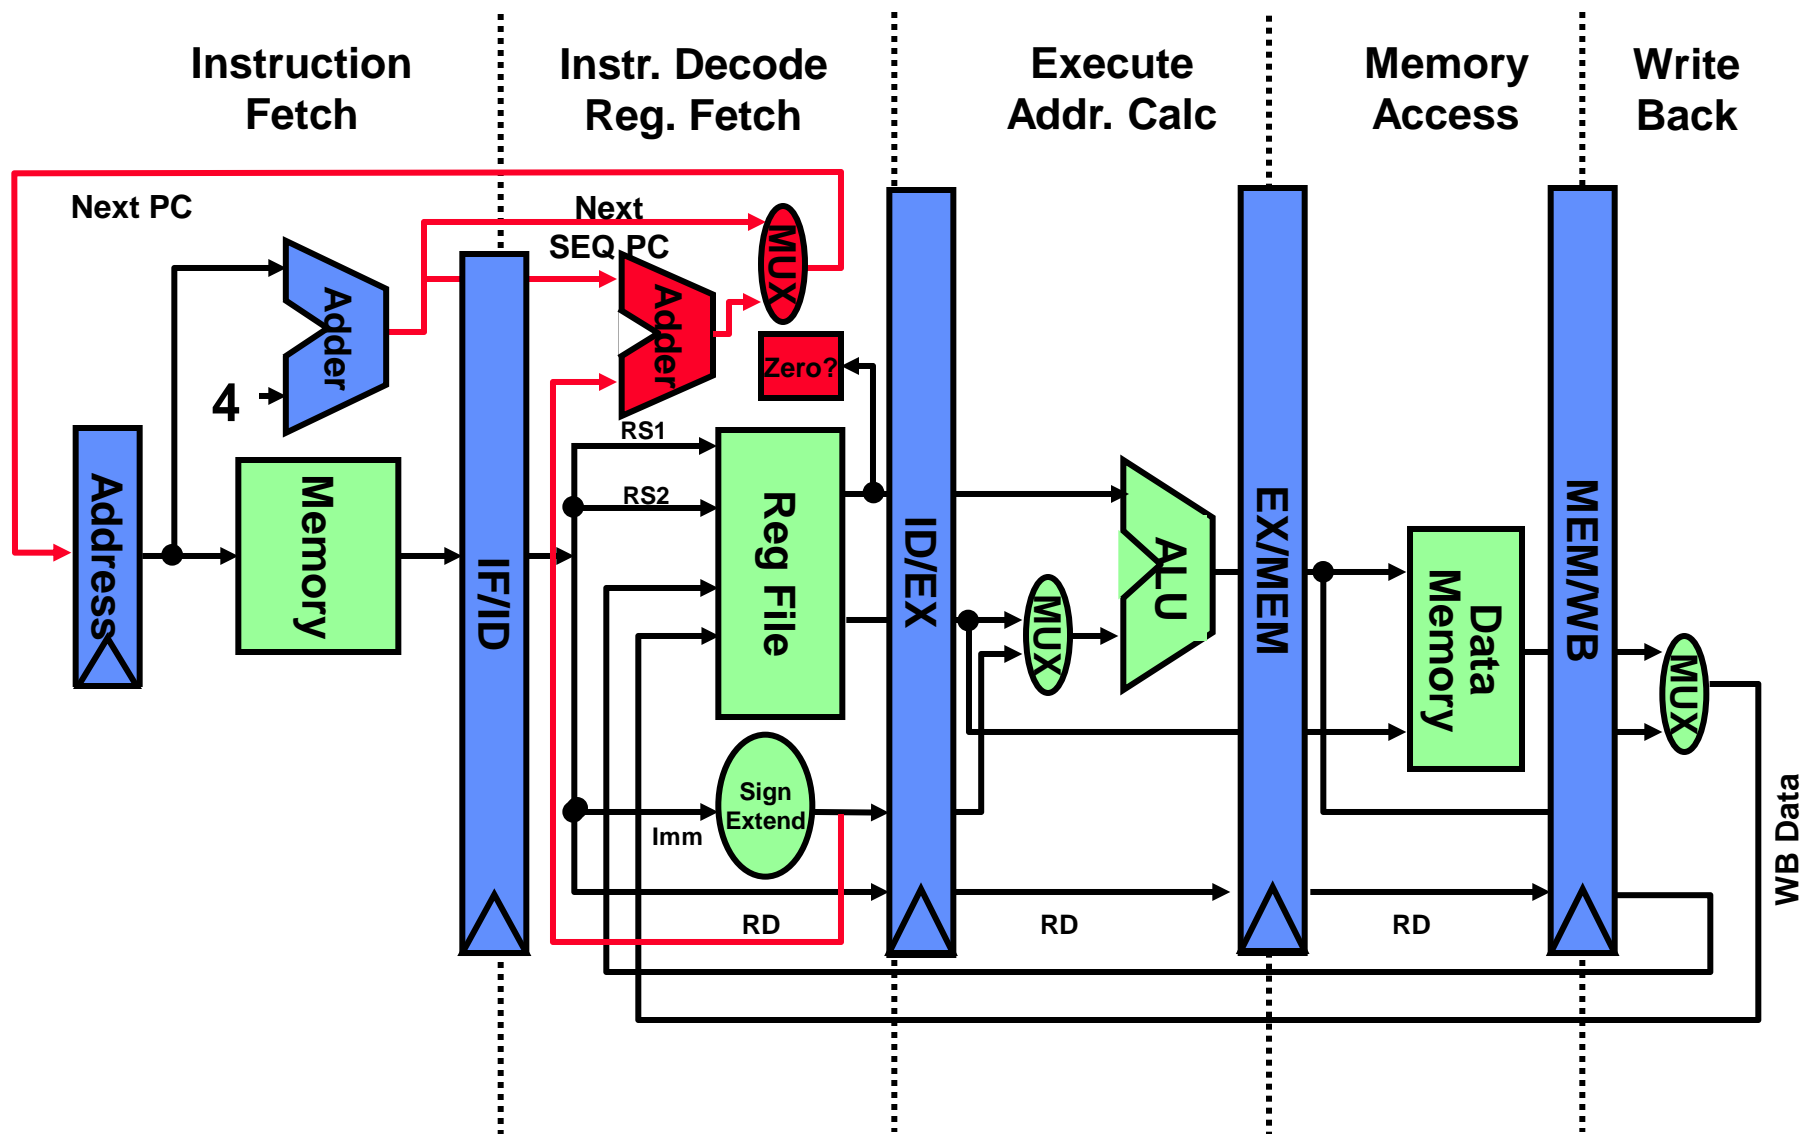 Instruction
Fetch
Instr. Decode
Reg. Fetch
Execute
Addr. Calc
Memory
Access
Write
Back
Next PC
Next
SEQ PC
MUX
Adder
Adder
Zero?
4
RS1
RS2
Address
Memory
IF/ID
Reg File
ID/EX
MUX
ALU
EX/MEM
Data
Memory
MEM/WB
MUX
Sign
Extend
Imm
RD
RD
RD
WB Data